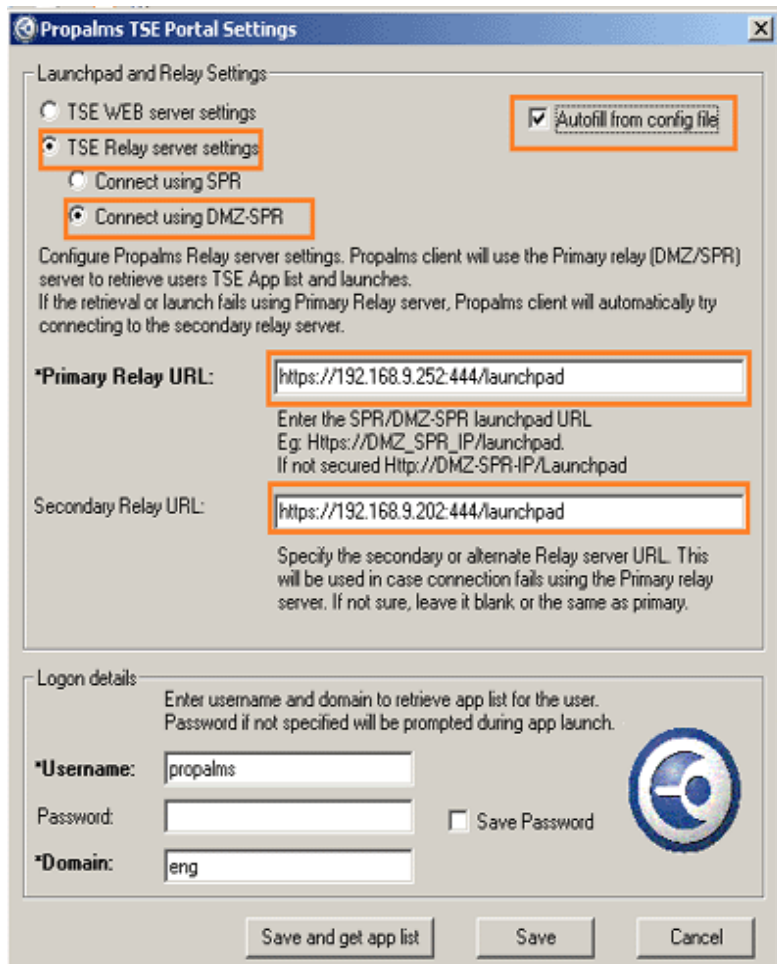 Propalms TSE Portal Settings
Launchpad and Relay Settings
TSE WEB server settings
Autofill from config file
TSE Relay server settings
Connect using SPR
Connect using DMZ-SPR
Configure Propalms Relay server settings. Propalms client will use the Primary relay (DMZ/SPR)
server to retrieve users TSE App list and launches.
If the retrieval or launch fails using Primary Relay server, Propalms client will automatically try
connecting to the secondary relay server.
*Primary Relay URL:
https://192.168.9.252:444/launchpad
Enter the SPR/DMZ-SPR launchpad URL
Eg: Https://DMZ_SPR_IP/launchpad.
If not secured Http://DMZ-SPR-IP/Launchpad
Secondary Relay URL:
https://192.168.9.202:444/launchpad
Specify the secondary or alternate Relay server URL. This
will be used in case connection fails using the Primary relay
server. If not sure, leave it blank or the same as primary.
Logon details
Enter username and domain to retrieve app list for the user.
Password if not specified will be prompted during app launch.
*Username:
propalms
Password:
Save Password
*Domain:
eng
Save and get app list
Save
Cancel